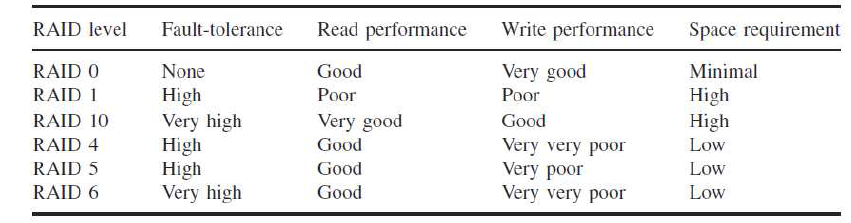 RAID level Fault-tolerance Read performance Write performance Space requirement
RAID 0 None Good Very good Minimal
RAID 1 High Poor Poor High
RAID 10 Very high Very good Good High
RAID 4 High Good Very very poor Low
RAID 5 High Good Very poor Low
RAID 6 Very high Good Very very poor Low